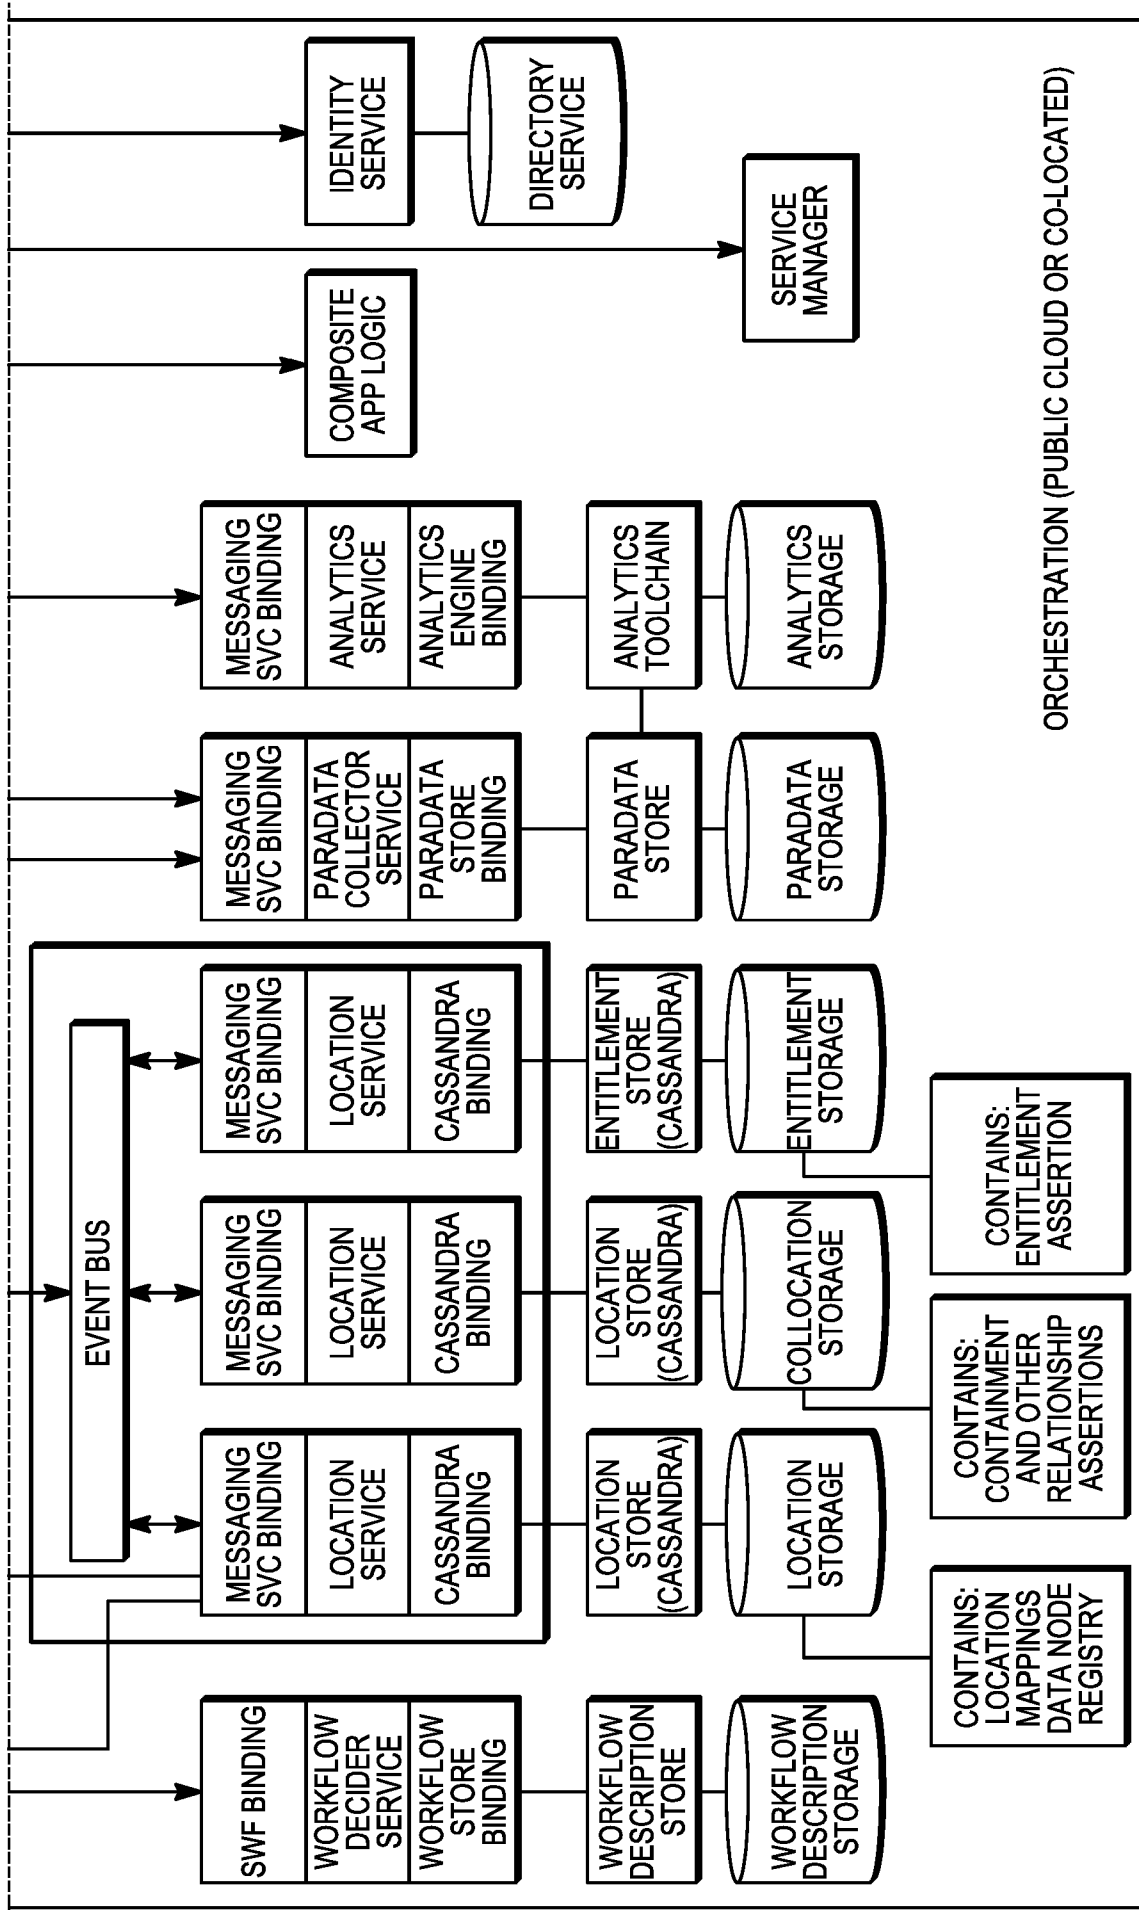 EVENT BUS
SWF BINDING
WORKFLOW
DECIDER
SERVICE
WORKFLOW
STORE
BINDING
WORKFLOW
DESCRIPTION
STORE
WORKFLOW
DESCRIPTION
STORAGE
MESSAGING
SVC BINDING
LOCATION
SERVICE
CASSANDRA
BINDING
LOCATION
STORE
(CASSANDRA)
LOCATION
STORAGE
CONTAINS:
LOCATION
MAPPINGS
DATA NODE
REGISTRY
MESSAGING
SVC BINDING
LOCATION
SERVICE
CASSANDRA
BINDING
LOCATION
STORE
(CASSANDRA)
COLLOCATION
STORAGE
CONTAINS:
CONTAINMENT
AND OTHER
RELATIONSHIP
ASSERTIONS
MESSAGING
SVC BINDING
LOCATION
SERVICE
CASSANDRA
BINDING
ENTITLEMENT
STORE
(CASSANDRA)
ENTITLEMENT
STORAGE
CONTAINS:
ENTITLEMENT
ASSERTION
MESSAGING
SVC BINDING
PARADATA
COLLECTOR
SERVICE
PARADATA
STORE
BINDING
PARADATA
STORE
PARADATA
STORAGE
MESSAGING
SVC BINDING
ANALYTICS
SERVICE
ANALYTICS
ENGINE
BINDING
ANALYTICS
TOOLCHAIN
ANALYTICS
STORAGE
COMPOSITE
APP LOGIC
SERVICE
MANAGER
IDENTITY
SERVICE
DIRECTORY
SERVICE
ORCHESTRATION (PUBLIC CLOUD OR CO-LOCATED)